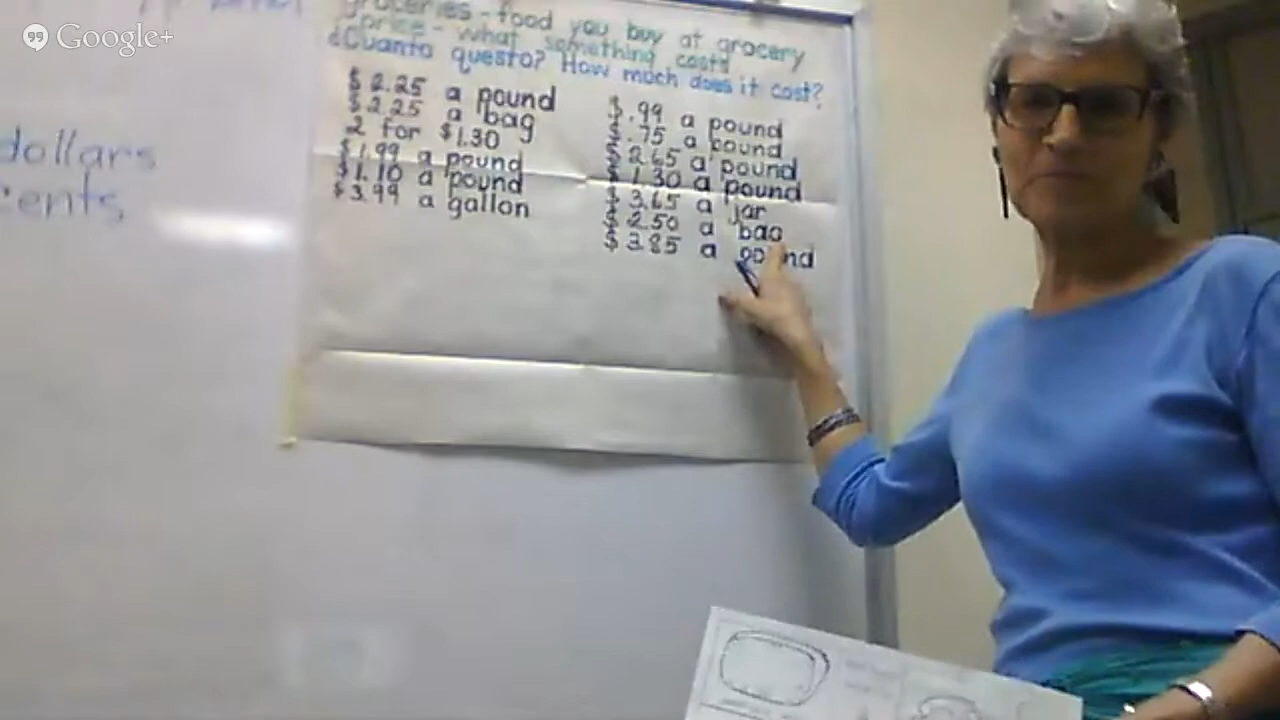 Google+
groceries - food you buy at grocery
price - what something costs
¿Cuanto questo? How much does it cost?
$2.25 a pound
$2.25 a bag
2 for $1.30
$1.99 a pound
$1.10 a pound
$3.99 a gallon
$.99 a pound
$.75 a pound
$2.65 a pound
$1.30 a pound
$3.65 a jar
$2.50 a bag
$3.85 a pound
dollars
cents